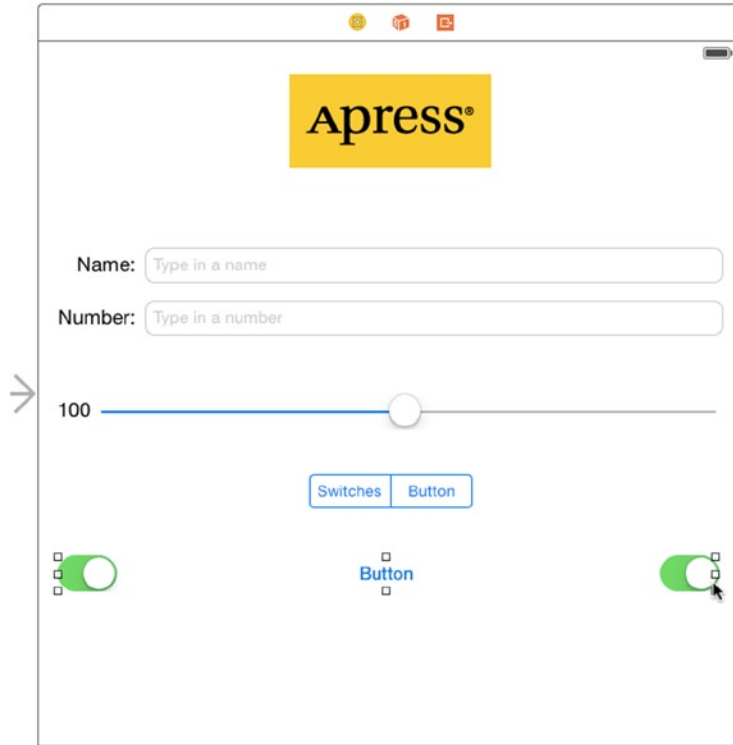 Apress®
Name: Type in a name
Number: Type in a number
100
Switches Button
Button